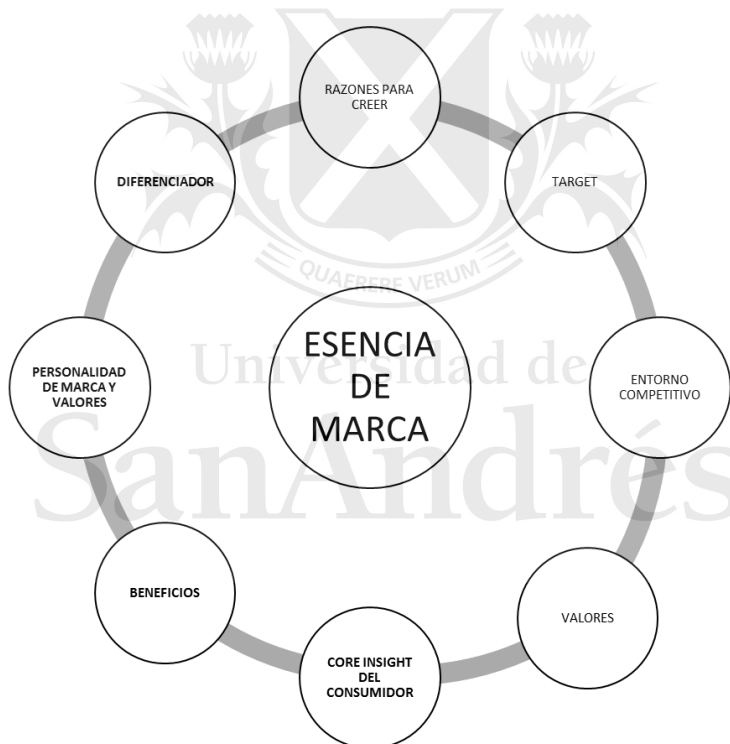 RAZONES PARA
CREER
DIFERENCIADOR
TARGET
QUAERERE VERUM
ESENCIA
DE
MARCA
Universidad de
SanAndrés
PERSONALIDAD
DE MARCA Y
VALORES
ENTORNO
COMPETITIVO
BENEFICIOS
VALORES
CORE INSIGHT
DEL
CONSUMIDOR